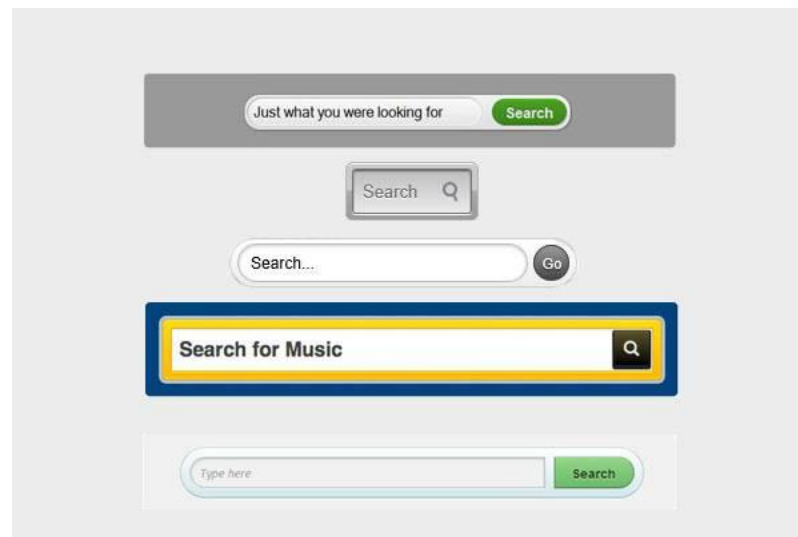 Just what you were looking for Search
Search
Search... Go
Search for Music
Type here Search